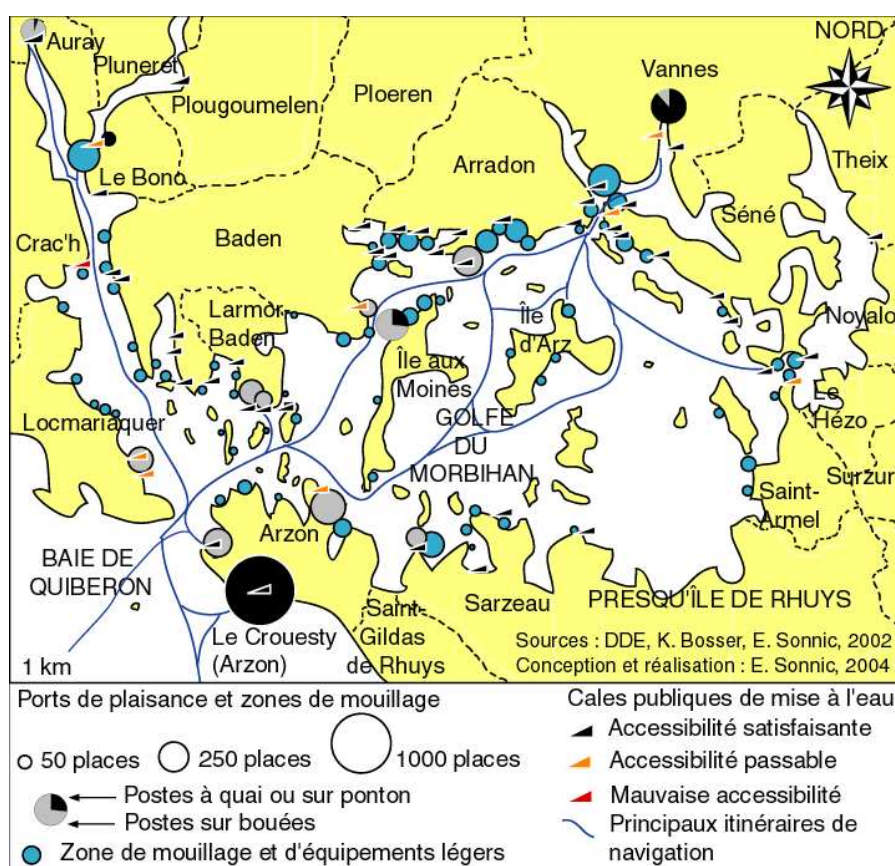 NORD
Auray
Pluneret
Vannes
Plougoumelen
Ploeren
Theix
Arradon
Le Bono
Séné
Crac'h
Baden
Larmor-
Baden
Île
d'Arz
Noyalo
Île aux
Moines
Locmariaquer
GOLFE
DU
MORBIHAN
Le
Hézo
Surzur
Saint-
Armel
Arzon
BAIE DE
QUIBERON
Saint-
Gildas
de Rhuys
Sarzeau
PRESQU'ÎLE DE RHUYS
Le Crouesty
(Arzon)
1 km
Sources : DDE, K. Bosser, E. Sonnic, 2002
Conception et réalisation : E. Sonnic, 2004
Ports de plaisance et zones de mouillage
50 places
250 places
1000 places
Postes à quai ou sur ponton
Postes sur bouées
Zone de mouillage et d'équipements légers
Cales publiques de mise à l'eau
Accessibilité satisfaisante
Accessibilité passable
Mauvaise accessibilité
Principaux itinéraires de
navigation